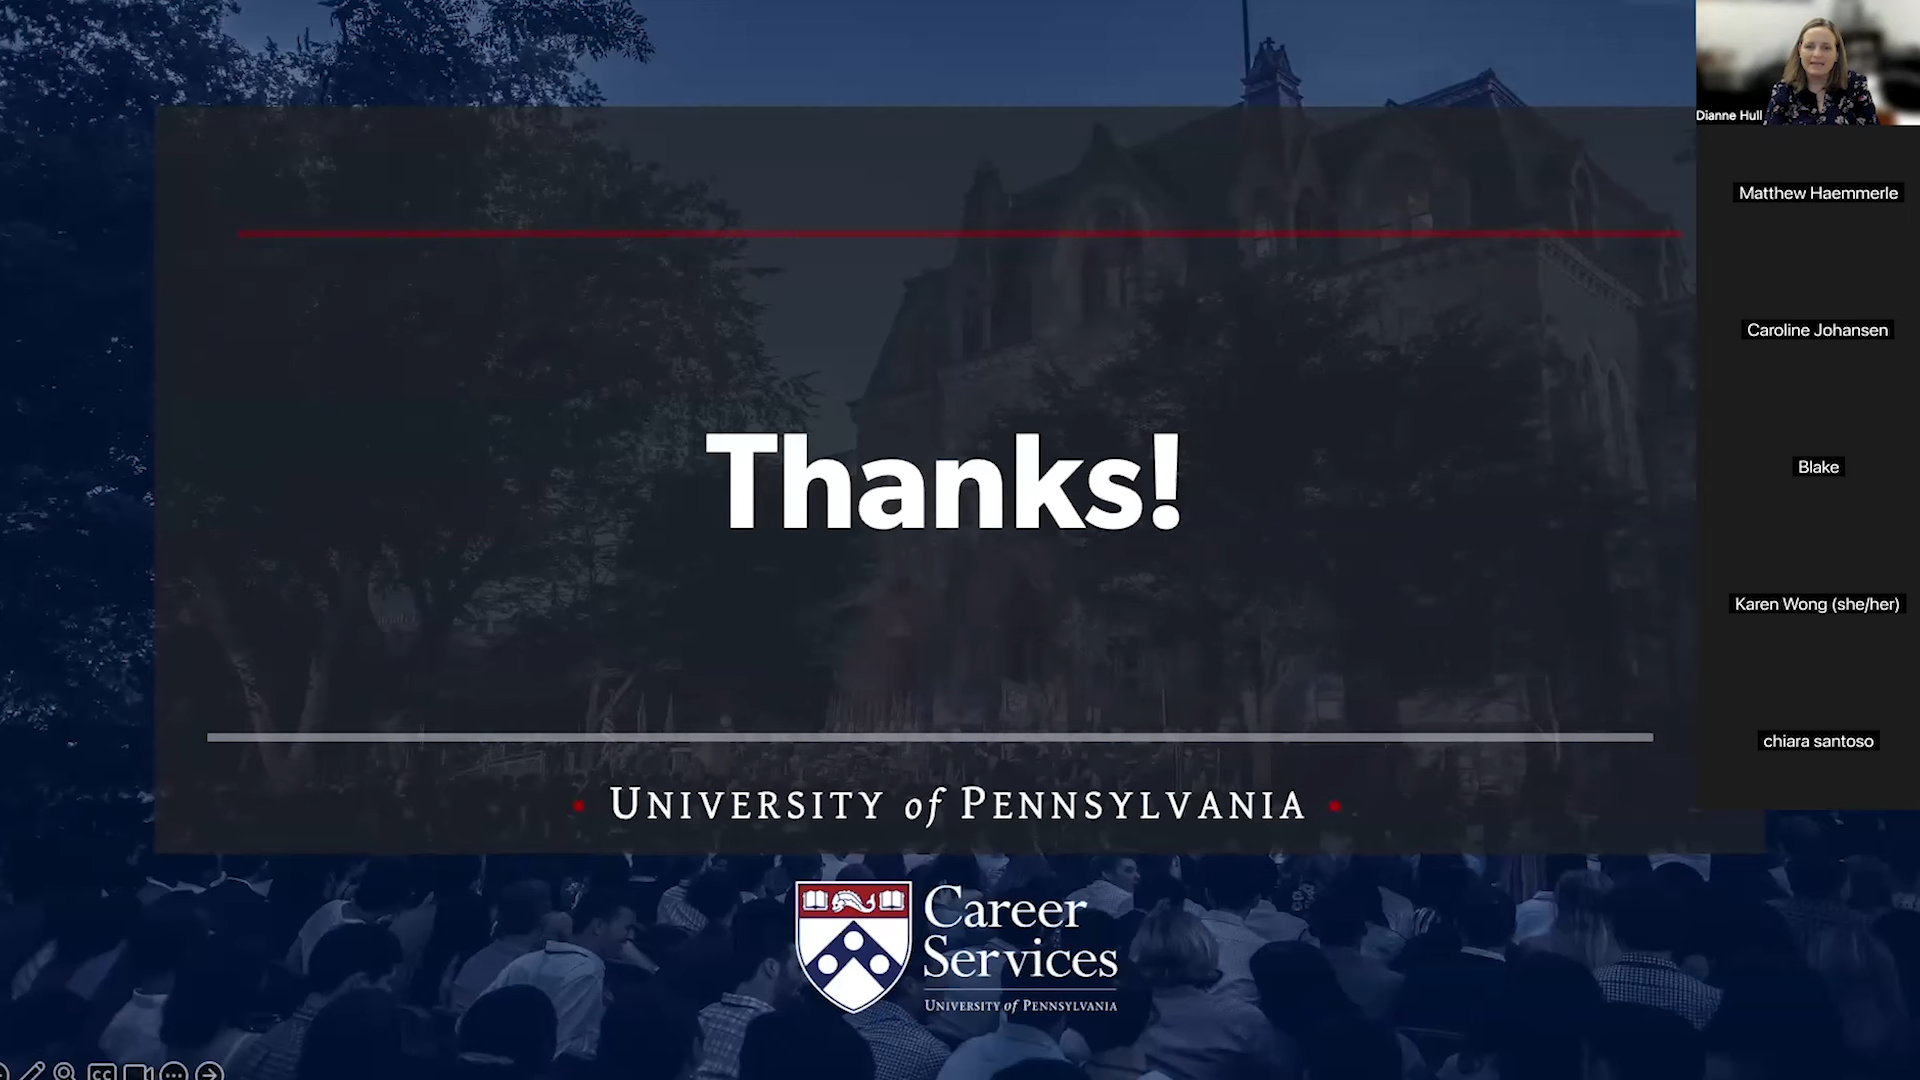 Thanks!
UNIVERSITY of PENNSYLVANIA
Career
Services
UNIVERSITY of PENNSYLVANIA
Dianne Hull
Matthew Haemmerle
Caroline Johansen
Blake
Karen Wong (she/her)
chiara santoso
CC